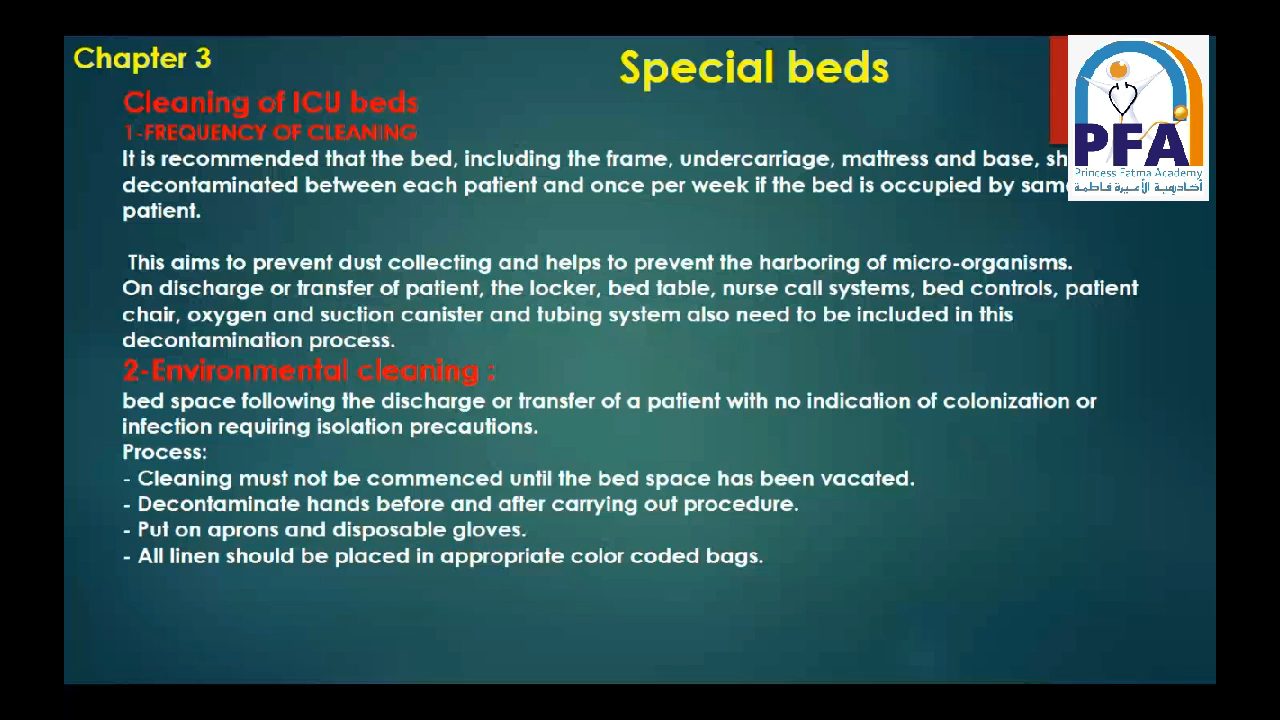 Chapter 3
Special beds
PFA
Princess Fatma Academy
أكاديمية الأميرة فاطمة
Cleaning of ICU beds
1-FREQUENCY OF CLEANING
It is recommended that the bed, including the frame, undercarriage, mattress and base,
decontaminated between each patient and once per week if the bed is occupied by same
patient.
This aims to prevent dust collecting and helps to prevent the harboring of micro-organisms.
On discharge or transfer of patient, the locker, bed table, nurse call systems, bed controls, patient
chair, oxygen and suction canister and tubing system also need to be included in this
decontamination process.
2-Environmental cleaning :
bed space following the discharge or transfer of a patient with no indication of colonization or
infection requiring isolation precautions.
Process:
- Cleaning must not be commenced until the bed space has been vacated.
- Decontaminate hands before and after carrying out procedure.
- Put on aprons and disposable gloves.
- All linen should be placed in appropriate color coded bags.